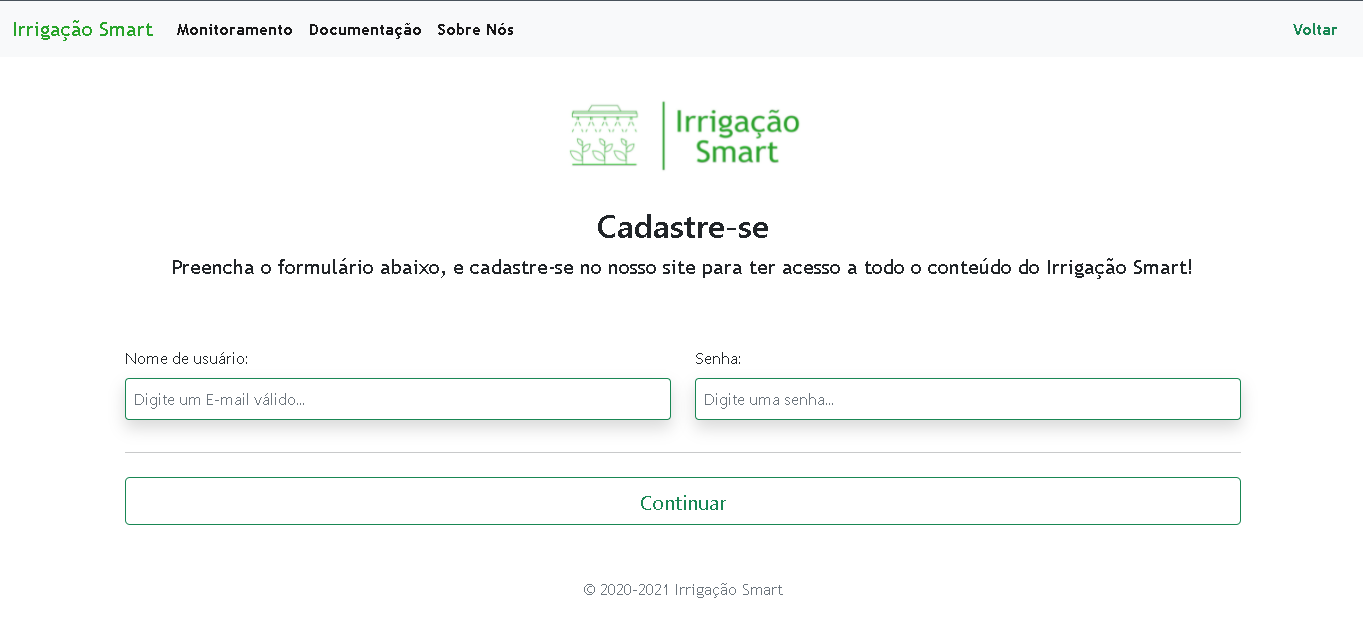 Irrigação Smart Monitoramento Documentação Sobre Nós Voltar
Irrigação
Smart
Cadastre-se
Preencha o formulário abaixo, e cadastre-se no nosso site para ter acesso a todo o conteúdo do Irrigação Smart!
Nome de usuário: Senha:
Digite um E-mail válido... Digite uma senha...
Continuar
© 2020-2021 Irrigação Smart